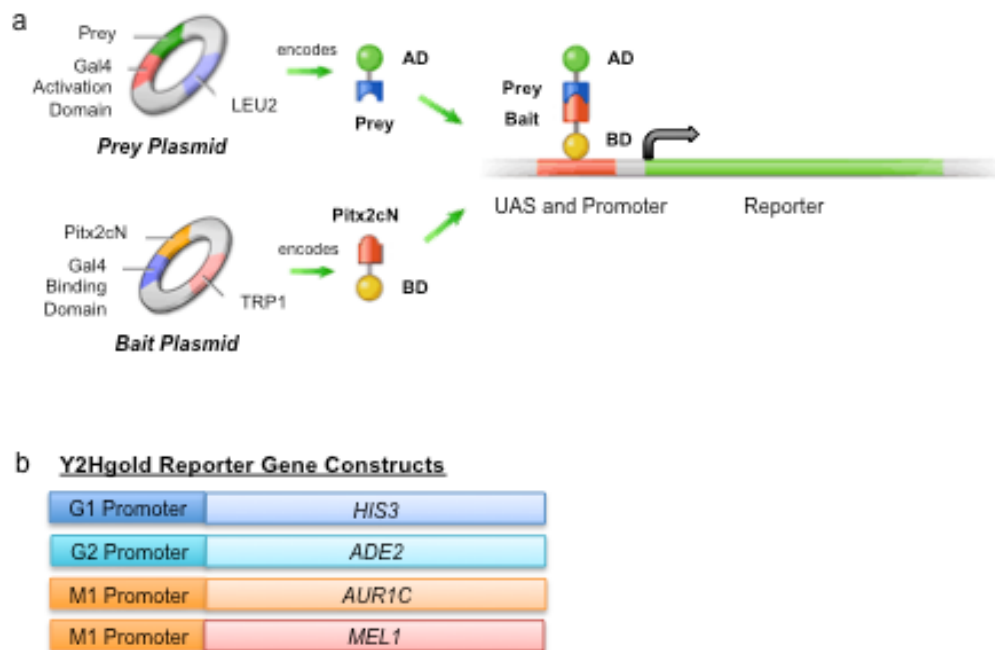 a
Prey
Gal4
Activation
Domain
LEU2
Prey Plasmid
encodes
AD
Prey
AD
Prey
Bait
BD
UAS and Promoter
Reporter
Pitx2cN
Gal4
Binding
Domain
TRP1
Bait Plasmid
encodes
Pitx2cN
BD
b
Y2Hgold Reporter Gene Constructs
G1 Promoter HIS3
G2 Promoter ADE2
M1 Promoter AUR1C
M1 Promoter MEL1